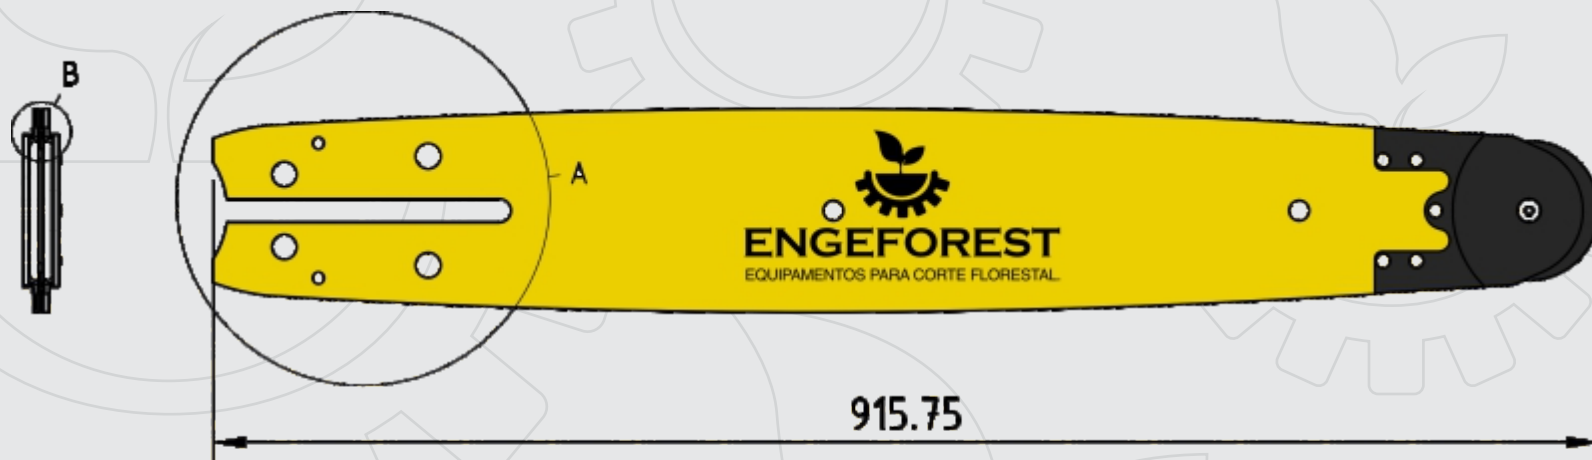 B
A
ENGEFOREST
EQUIPAMENTOS PARA CORTE FLORESTAL.
915.75